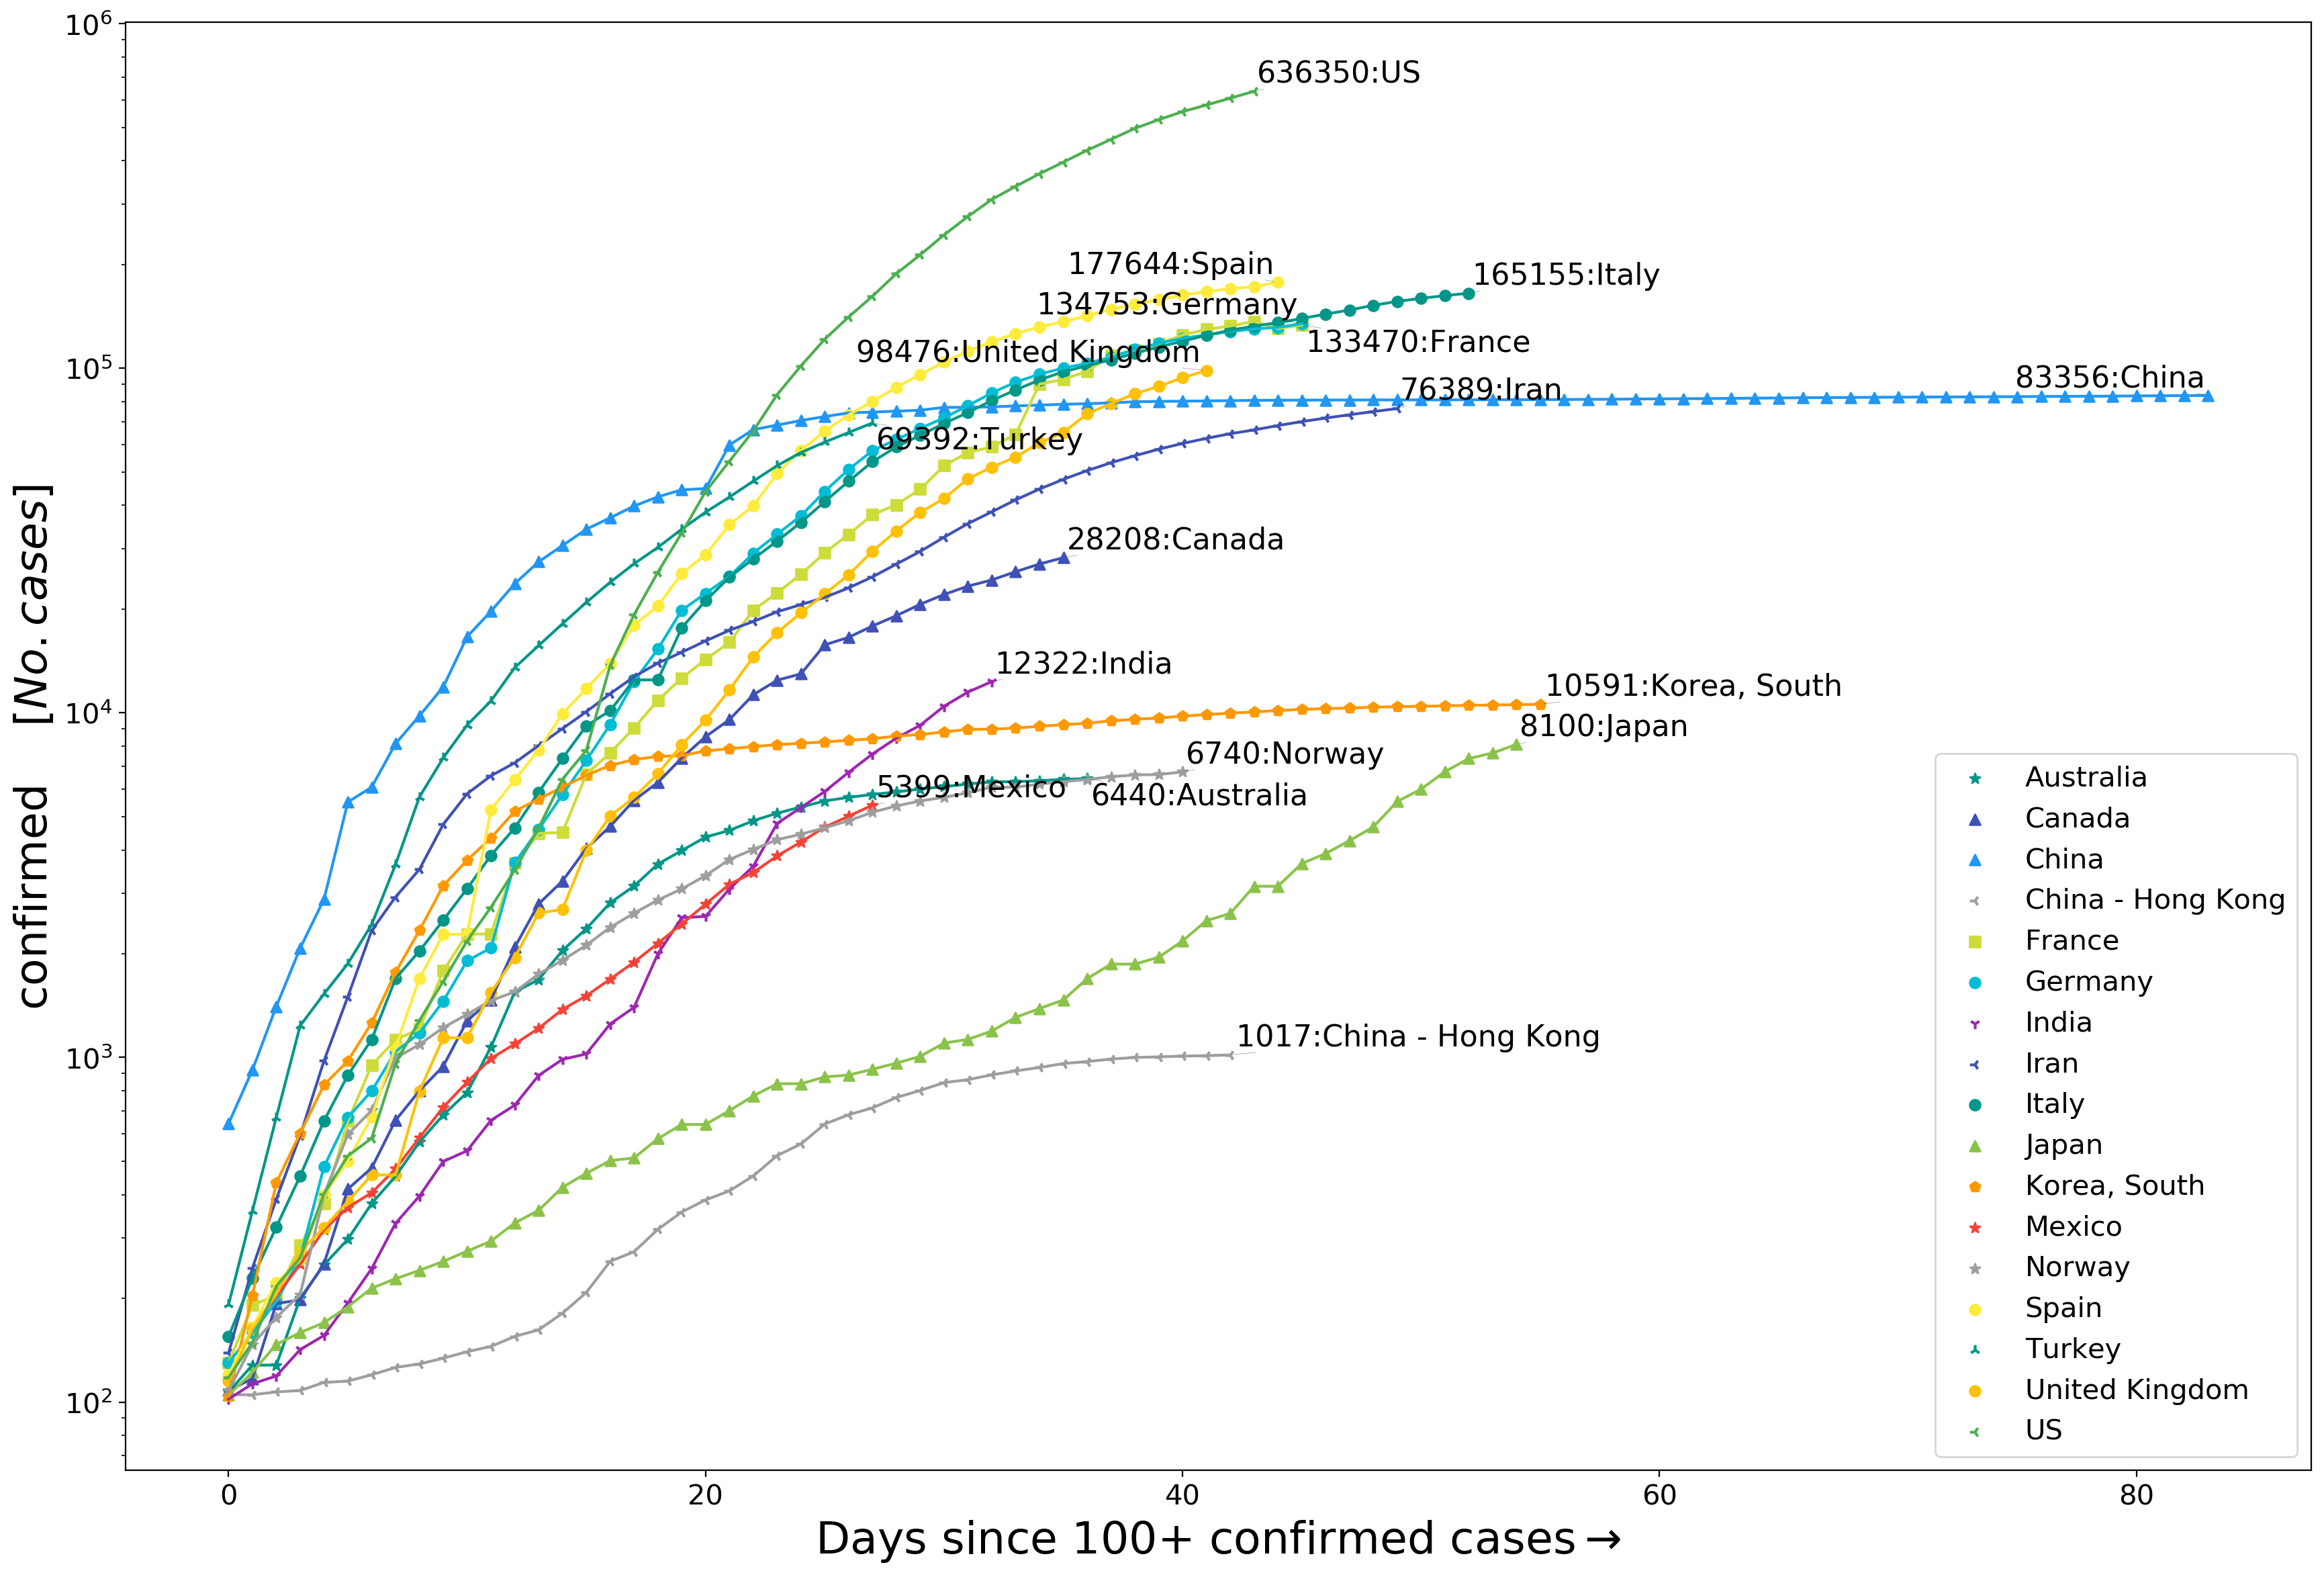 10^6
636350:US
177644:Spain
165155:Italy
134753:Germany
133470:France
98476:United Kingdom
10^5
83356:China
76389:Iran
69392:Turkey
28208:Canada
12322:India
10591:Korea, South
10^4
8100:Japan
6740:Norway
5399:Mexico
6440:Australia
1017:China - Hong Kong
10^3
10^2
confirmed [No. cases]
0 20 40 60 80
Days since 100+ confirmed cases→
Australia
Canada
China
China - Hong Kong
France
Germany
India
Iran
Italy
Japan
Korea, South
Mexico
Norway
Spain
Turkey
United Kingdom
US